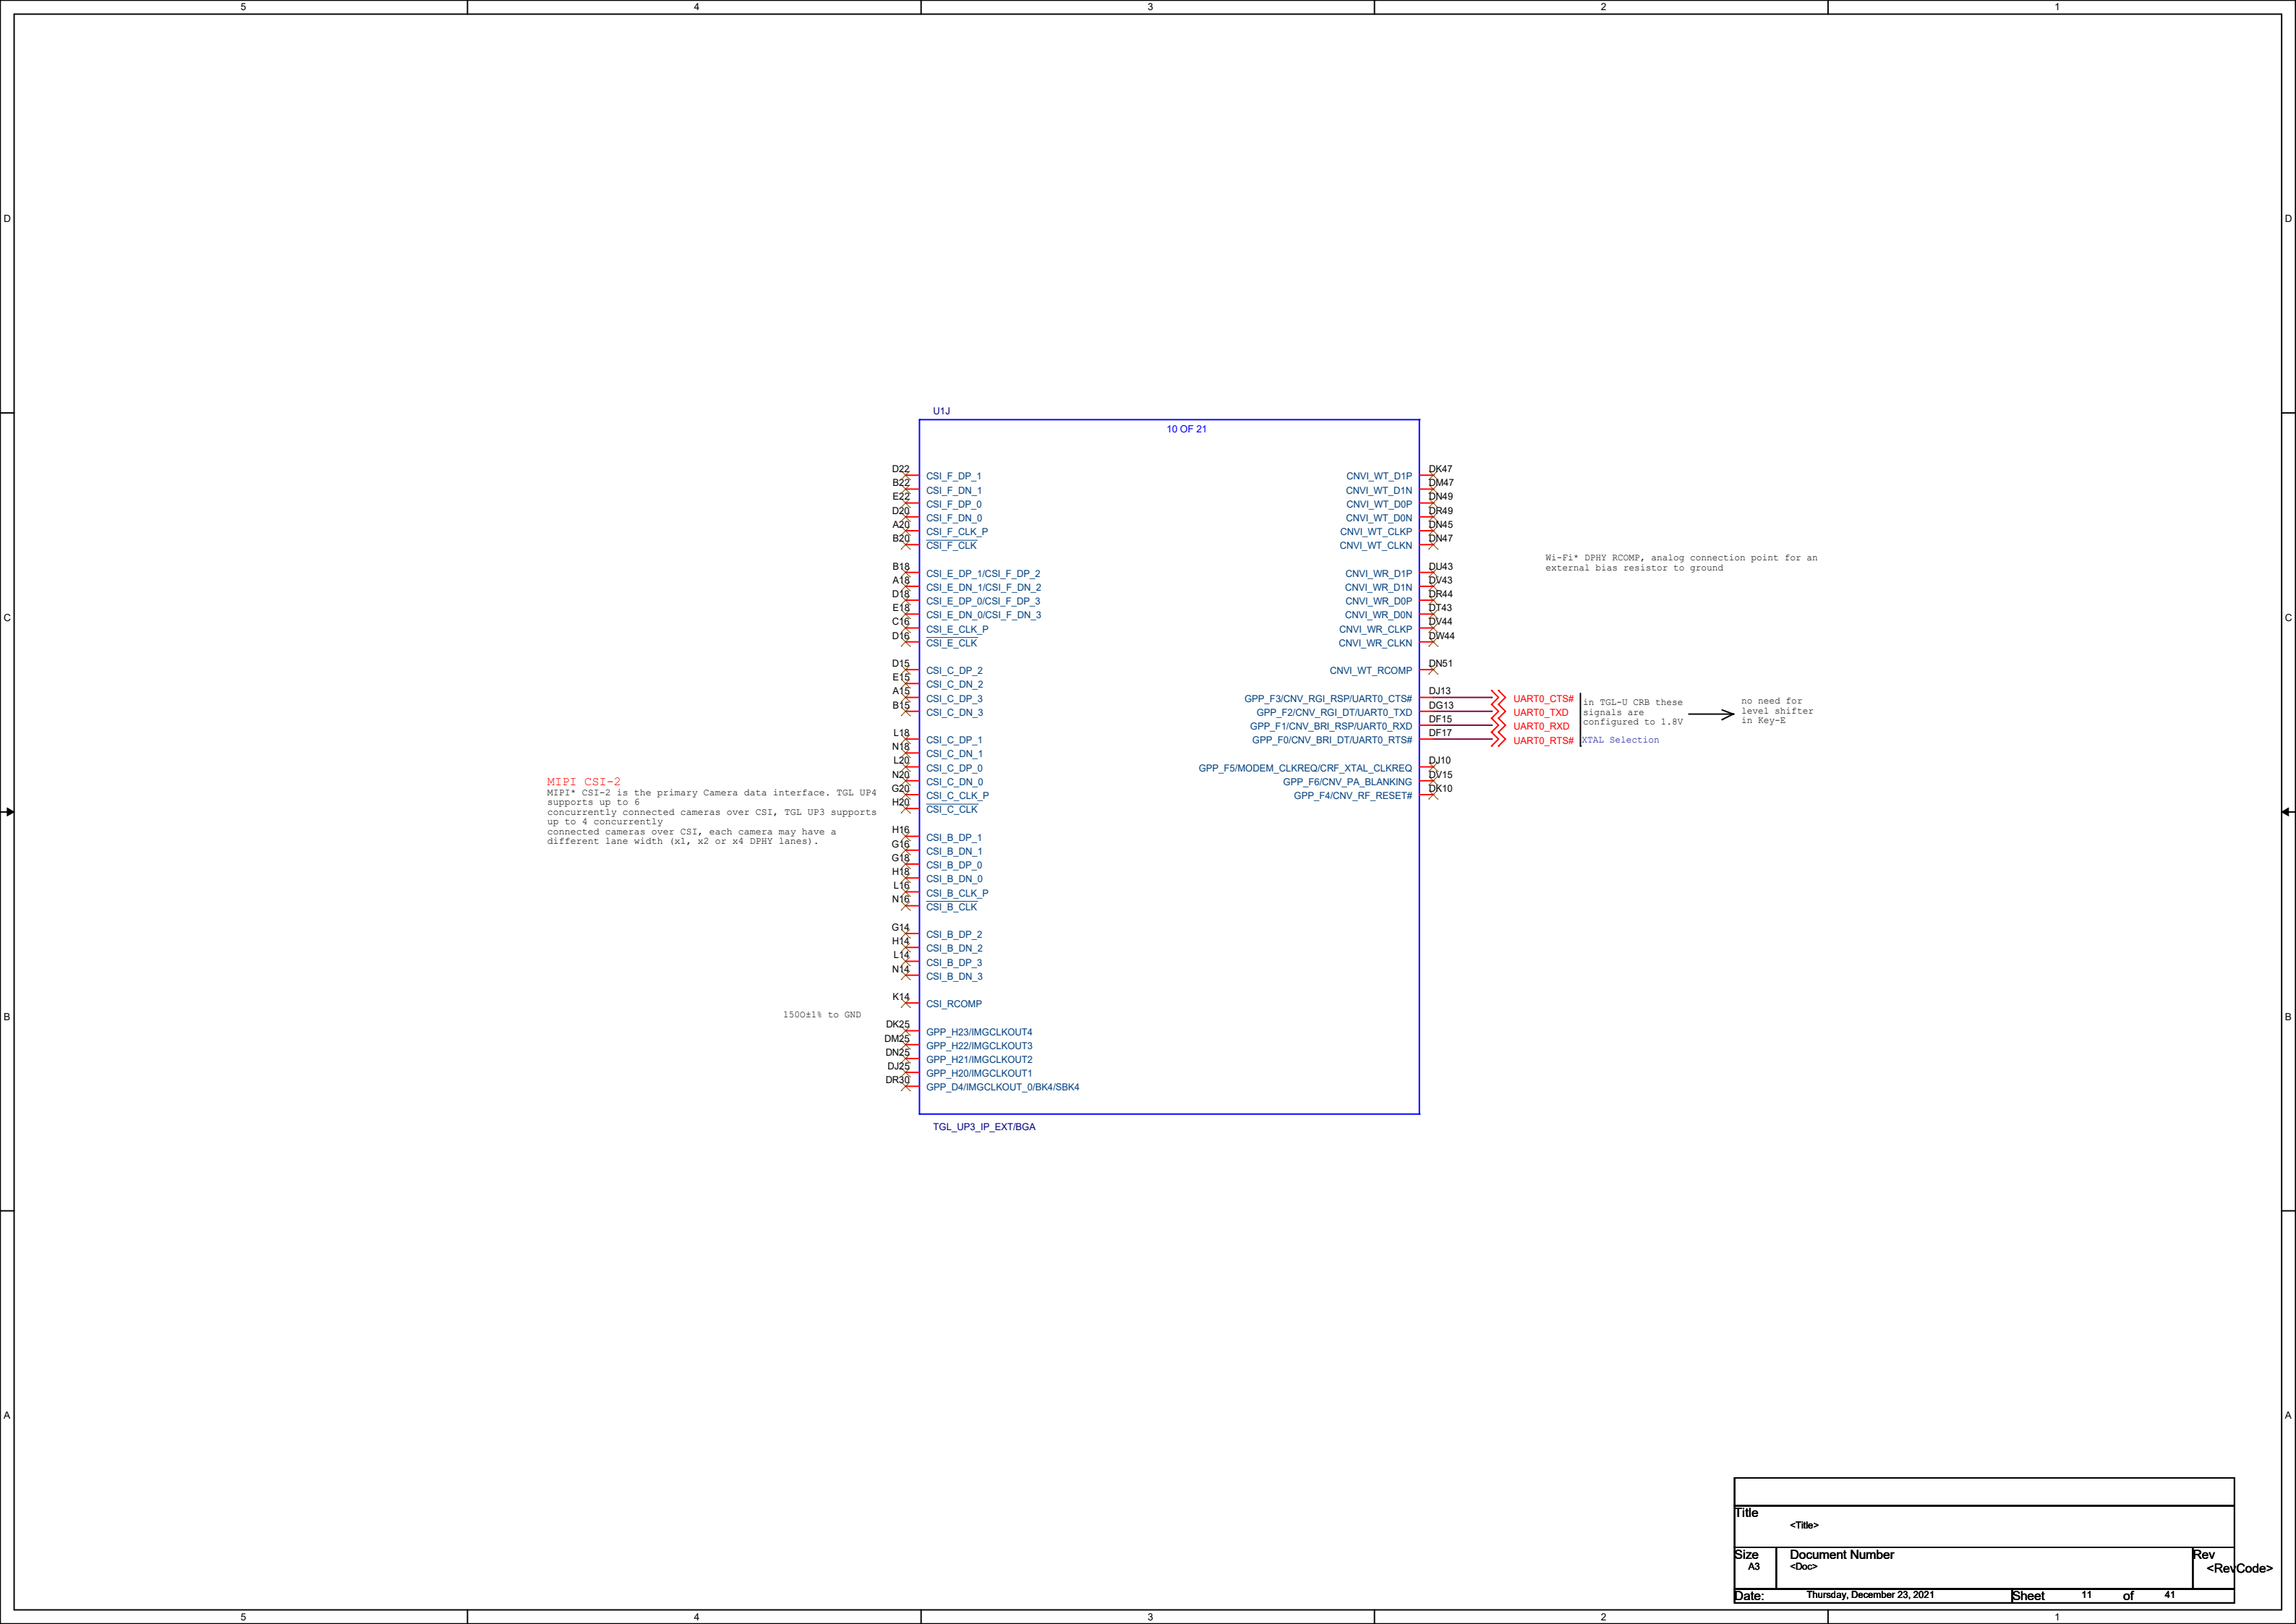 5 4 3 2 1
D D
C C
B B
A A
U1J
10 OF 21
D22 CSI_F_DP_1
B22 CSI_F_DN_1
E22 CSI_F_DP_0
D20 CSI_F_DN_0
A20 CSI_F_CLK_P
B20 CSI_F_CLK
B18 CSI_E_DP_1/CSI_F_DP_2
A18 CSI_E_DN_1/CSI_F_DN_2
D18 CSI_E_DP_0/CSI_F_DP_3
E18 CSI_E_DN_0/CSI_F_DN_3
C16 CSI_E_CLK_P
D16 CSI_E_CLK
D15 CSI_C_DP_2
E15 CSI_C_DN_2
A15 CSI_C_DP_3
B15 CSI_C_DN_3
L18 CSI_C_DP_1
N18 CSI_C_DN_1
L20 CSI_C_DP_0
N20 CSI_C_DN_0
G20 CSI_C_CLK_P
H20 CSI_C_CLK
H16 CSI_B_DP_1
G16 CSI_B_DN_1
G18 CSI_B_DP_0
H18 CSI_B_DN_0
L16 CSI_B_CLK_P
N16 CSI_B_CLK
G14 CSI_B_DP_2
H14 CSI_B_DN_2
L14 CSI_B_DP_3
N14 CSI_B_DN_3
K14 CSI_RCOMP
DK25 GPP_H23/IMGCLKOUT4
DM25 GPP_H22/IMGCLKOUT3
DN25 GPP_H21/IMGCLKOUT2
DJ25 GPP_H20/IMGCLKOUT1
DR30 GPP_D4/IMGCLKOUT_0/BK4/SBK4
CNVI_WT_D1P DK47
CNVI_WT_D1N DM47
CNVI_WT_D0P DN49
CNVI_WT_D0N DR49
CNVI_WT_CLKP DN45
CNVI_WT_CLKN DN47
CNVI_WR_D1P DU43
CNVI_WR_D1N DV43
CNVI_WR_D0P DR44
CNVI_WR_D0N DT43
CNVI_WR_CLKP DV44
CNVI_WR_CLKN DW44
CNVI_WT_RCOMP DN51
GPP_F3/CNV_RGI_RSP/UART0_CTS# DJ13 UART0_CTS#
GPP_F2/CNV_RGI_DT/UART0_TXD DG13 UART0_TXD
GPP_F1/CNV_BRI_RSP/UART0_RXD DF15 UART0_RXD
GPP_F0/CNV_BRI_DT/UART0_RTS# DF17 UART0_RTS# XTAL Selection
GPP_F5/MODEM_CLKREQ/CRF_XTAL_CLKREQ DJ10
GPP_F6/CNV_PA_BLANKING DV15
GPP_F4/CNV_RF_RESET# DK10
TGL_UP3_IP_EXT/BGA
Wi-Fi* DPHY RCOMP, analog connection point for an
external bias resistor to ground
in TGL-U CRB these
signals are
configured to 1.8V
no need for
level shifter
in Key-E
MIPI CSI-2
MIPI* CSI-2 is the primary Camera data interface. TGL UP4
supports up to 6
concurrently connected cameras over CSI, TGL UP3 supports
up to 4 concurrently
connected cameras over CSI, each camera may have a
different lane width (x1, x2 or x4 DPHY lanes).
150O±1% to GND
Title
<Title>
Size Document Number Rev
A3 <Doc> <RevCode>
Date: Thursday, December 23, 2021 Sheet 11 of 41
5 4 3 2 1